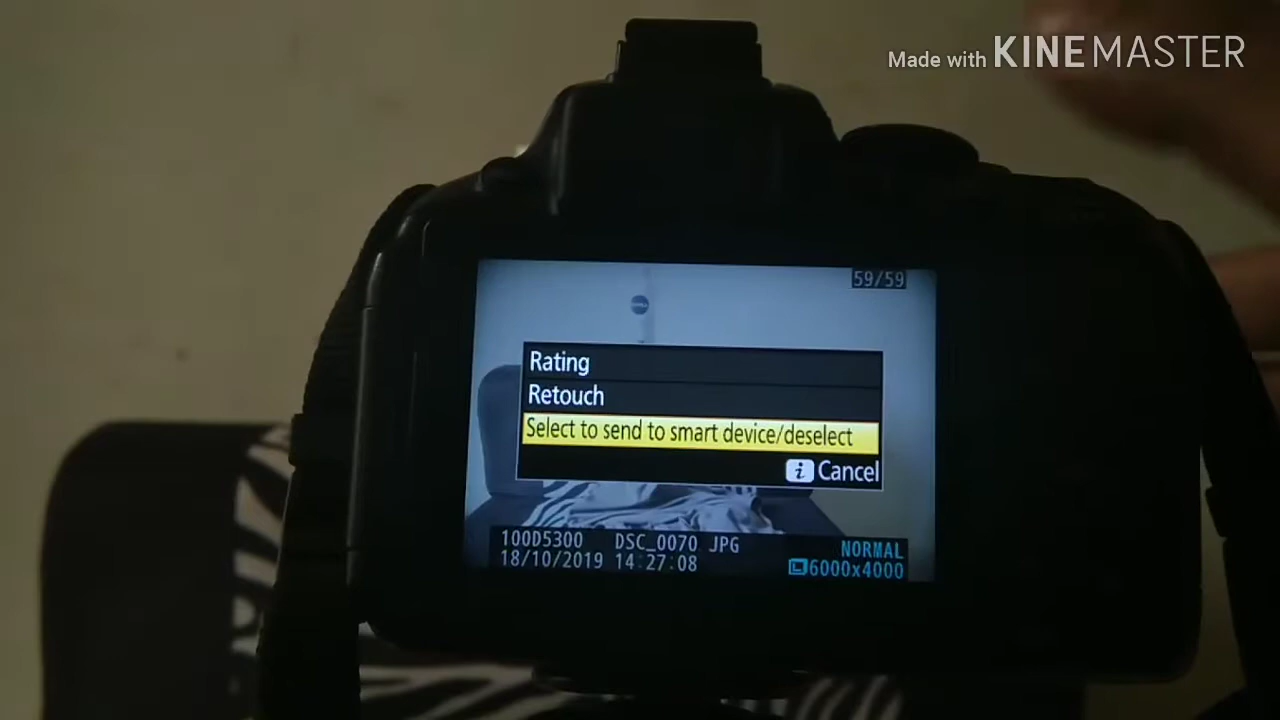 Made with KINEMASTER
59/59
Rating
Retouch
Select to send to smart device/deselect
i Cancel
100D5300 DSC_0070 JPG NORMAL
18/10/2019 14:27:08 L 6000x4000